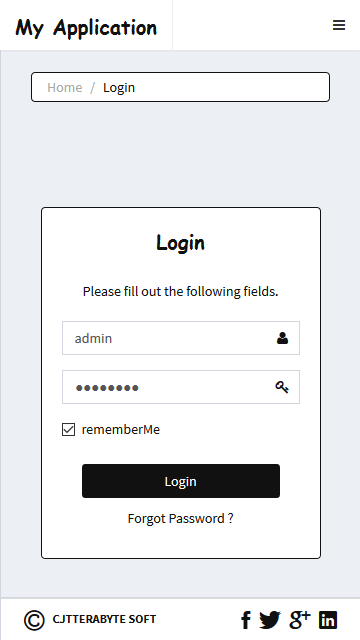 My Application
Home / Login
Login
Please fill out the following fields.
admin
●●●●●●●●
rememberMe
Login
Forgot Password ?
© CJTTERABYTE SOFT